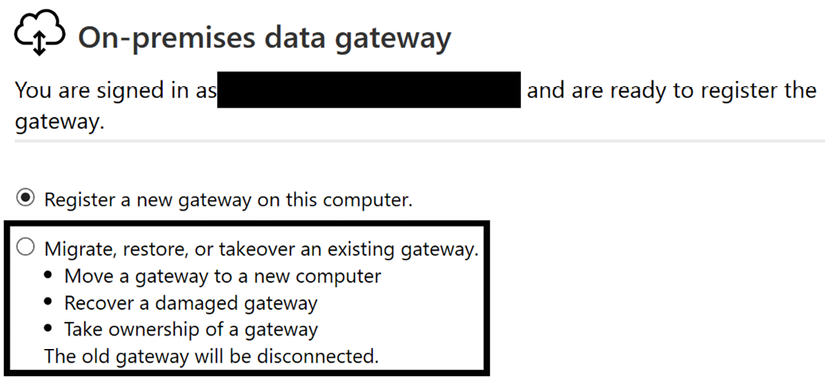 On-premises data gateway
You are signed in as and are ready to register the
gateway.
Register a new gateway on this computer.
Migrate, restore, or takeover an existing gateway.
• Move a gateway to a new computer
• Recover a damaged gateway
• Take ownership of a gateway
The old gateway will be disconnected.